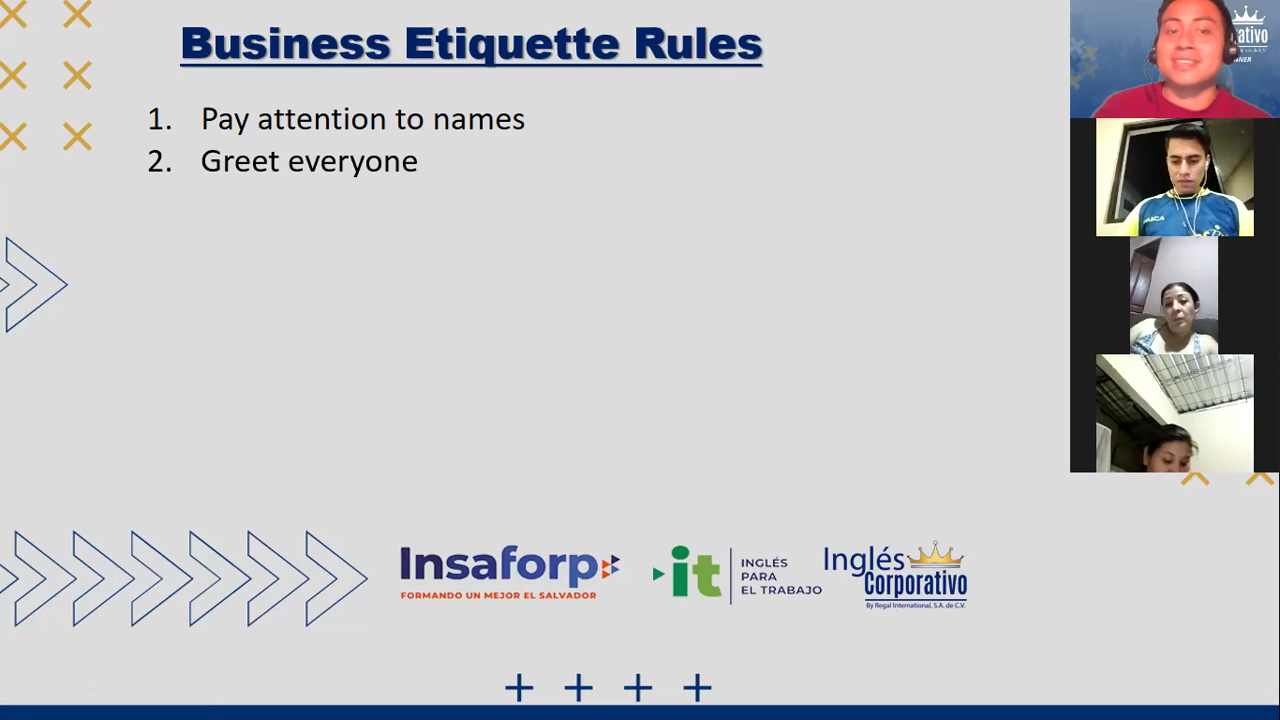 Business Etiquette Rules
1. Pay attention to names
2. Greet everyone
Insaforp
FORMANDO UN MEJOR EL SALVADOR
it
INGLÉS
PARA
EL TRABAJO
Inglés
Corporativo
By Regal International, S.A. de C.V.